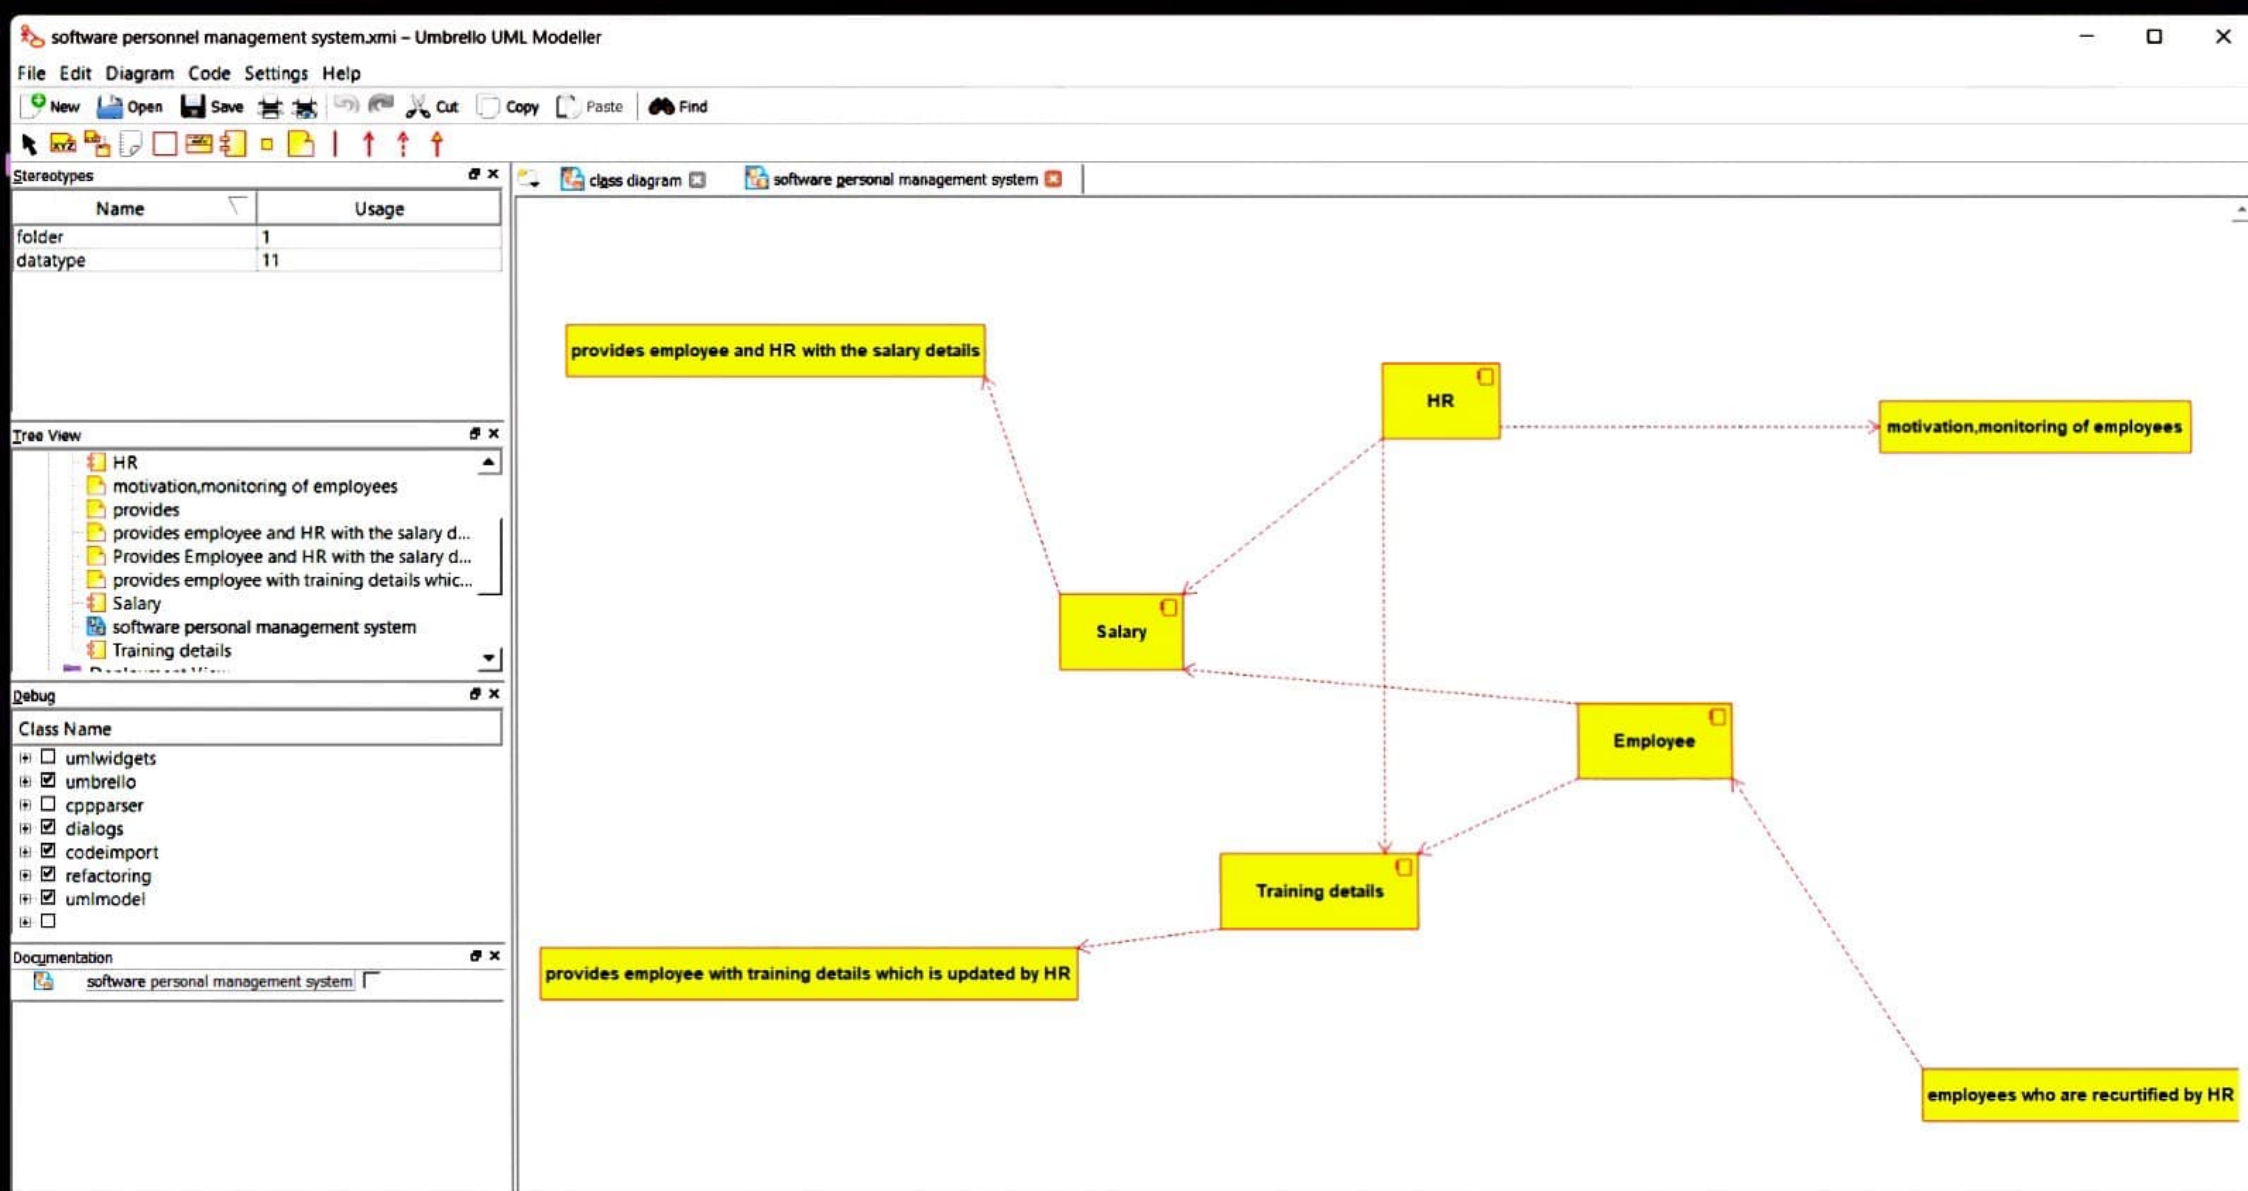 software personnel management system.xmi – Umbrello UML Modeller
File Edit Diagram Code Settings Help
New Open Save Cut Copy Paste Find
XYZ
Stereotypes
Name Usage
folder 1
datatype 11
Tree View
HR
motivation,monitoring of employees
provides
provides employee and HR with the salary d...
Provides Employee and HR with the salary d...
provides employee with training details whic...
Salary
software personal management system
Training details
Debug
Class Name
umlwidgets
umbrello
cppparser
dialogs
codeimport
refactoring
umlmodel
Documentation
software personal management system
class diagram
software personal management system
provides employee and HR with the salary details
HR
motivation,monitoring of employees
Salary
Employee
Training details
provides employee with training details which is updated by HR
employees who are recurtified by HR